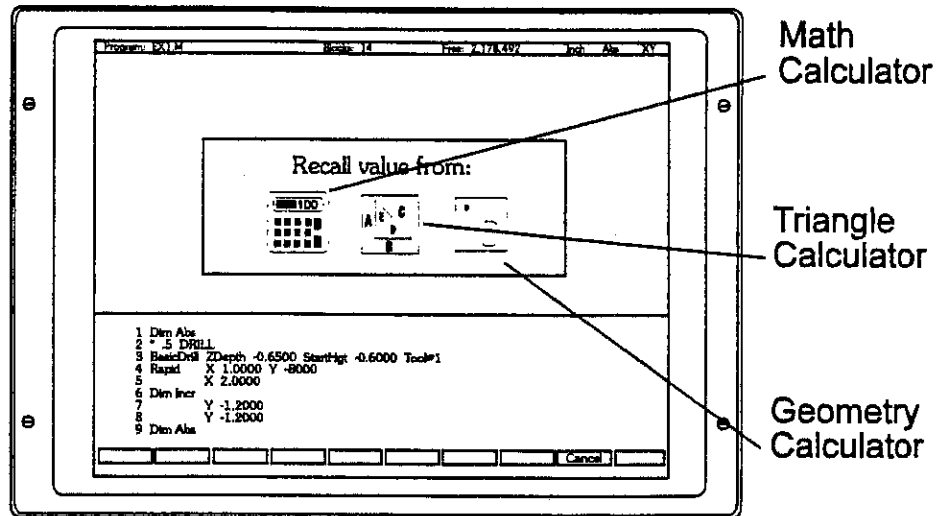 Program: EX1.M Blocks: 14 Free: 2,178,492 Inch Abs XY
Math
Calculator
Recall value from:
100
A E C
D
B
Triangle
Calculator
1 Dim Abs
2 * .5 DRILL
3 BasicDrill ZDepth -0.6500 StartHgt -0.6000 Tool#1
4 Rapid X 1.0000 Y -8000
5 X 2.0000
6 Dim Incr
7 Y -1.2000
8 Y -1.2000
9 Dim Abs
Geometry
Calculator
Cancel